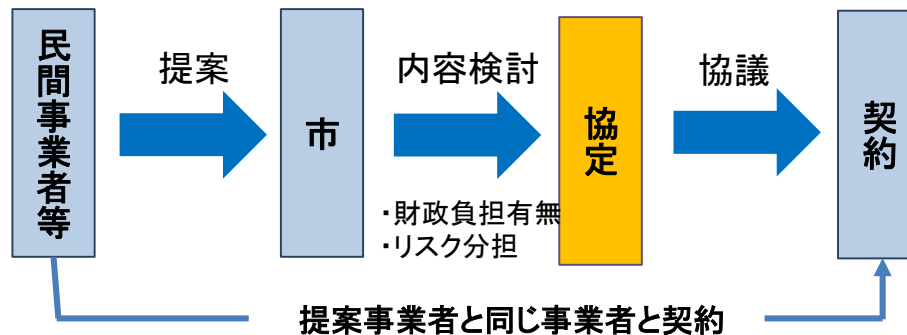 民間事業者等
提案
市
内容検討
・財政負担有無
・リスク分担
協定
協議
契約
提案事業者と同じ事業者と契約